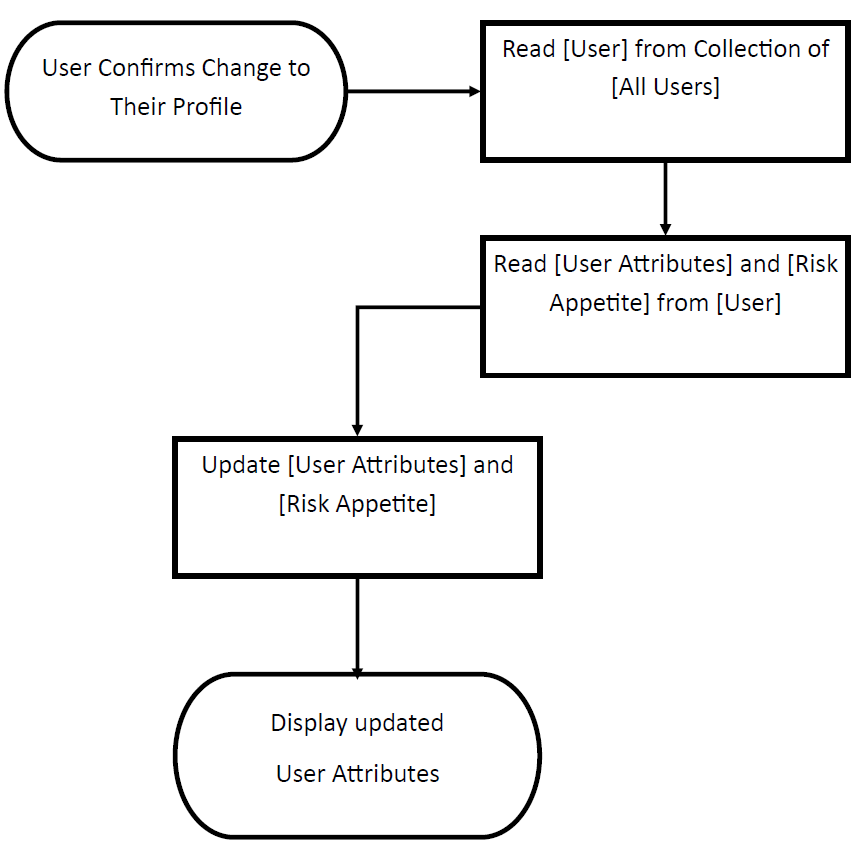 User Confirms Change to
Their Profile
Read [User] from Collection of
[All Users]
Read [User Attributes] and [Risk
Appetite] from [User]
Update [User Attributes] and
[Risk Appetite]
Display updated
User Attributes